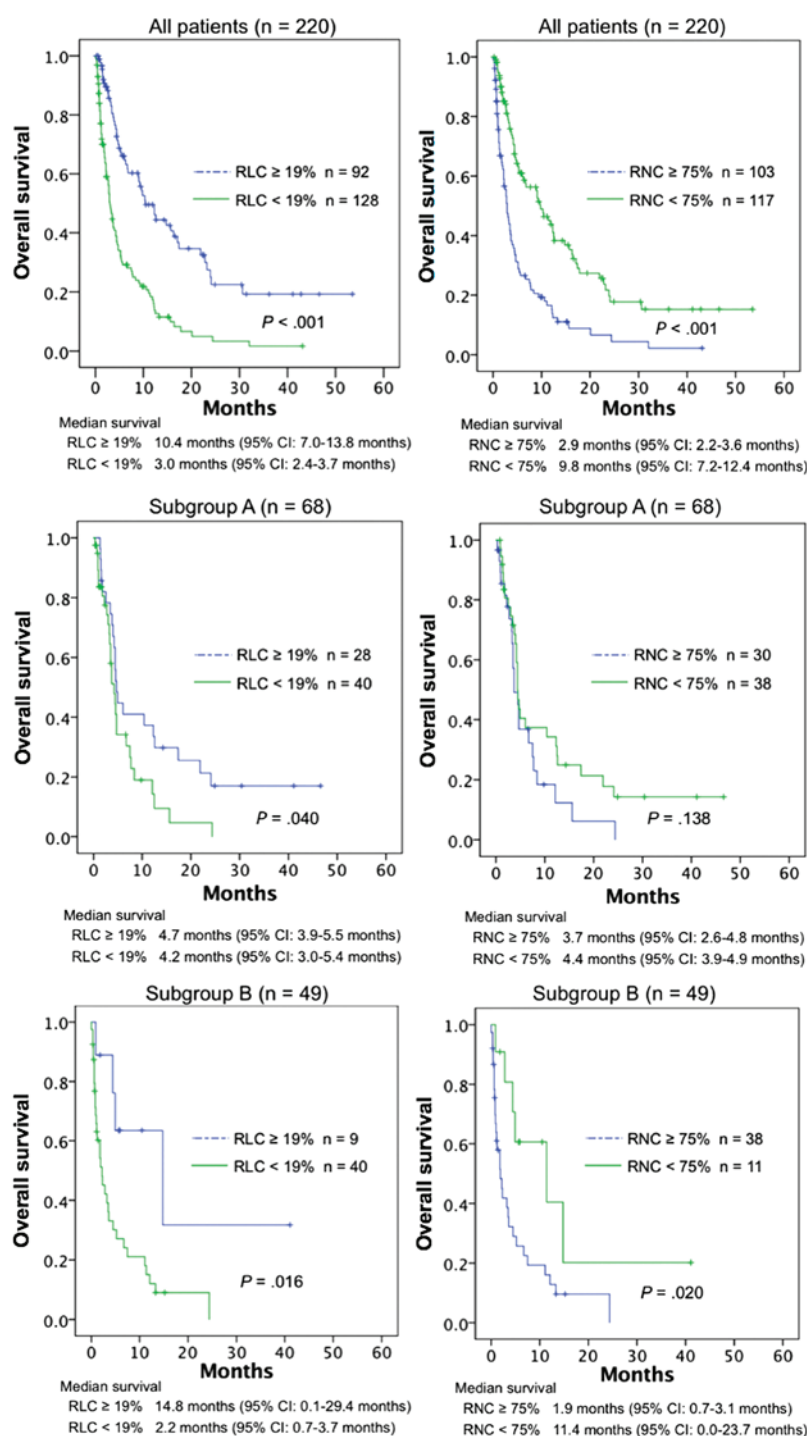 All patients (n = 220)
1.0
0.8
0.6
0.4
0.2
0.0
Overall survival
RLC ≥ 19% n = 92
RLC < 19% n = 128
P < .001
0 10 20 30 40 50 60
Months
Median survival
RLC ≥ 19% 10.4 months (95% CI: 7.0-13.8 months)
RLC < 19% 3.0 months (95% CI: 2.4-3.7 months)
All patients (n = 220)
1.0
0.8
0.6
0.4
0.2
0.0
Overall survival
RNC ≥ 75% n = 103
RNC < 75% n = 117
P < .001
0 10 20 30 40 50 60
Months
Median survival
RNC ≥ 75% 2.9 months (95% CI: 2.2-3.6 months)
RNC < 75% 9.8 months (95% CI: 7.2-12.4 months)
Subgroup A (n = 68)
1.0
0.8
0.6
0.4
0.2
0.0
Overall survival
RLC ≥ 19% n = 28
RLC < 19% n = 40
P = .040
0 10 20 30 40 50 60
Months
Median survival
RLC ≥ 19% 4.7 months (95% CI: 3.9-5.5 months)
RLC < 19% 4.2 months (95% CI: 3.0-5.4 months)
Subgroup A (n = 68)
1.0
0.8
0.6
0.4
0.2
0.0
Overall survival
RNC ≥ 75% n = 30
RNC < 75% n = 38
P = .138
0 10 20 30 40 50 60
Months
Median survival
RNC ≥ 75% 3.7 months (95% CI: 2.6-4.8 months)
RNC < 75% 4.4 months (95% CI: 3.9-4.9 months)
Subgroup B (n = 49)
1.0
0.8
0.6
0.4
0.2
0.0
Overall survival
RLC ≥ 19% n = 9
RLC < 19% n = 40
P = .016
0 10 20 30 40 50 60
Months
Median survival
RLC ≥ 19% 14.8 months (95% CI: 0.1-29.4 months)
RLC < 19% 2.2 months (95% CI: 0.7-3.7 months)
Subgroup B (n = 49)
1.0
0.8
0.6
0.4
0.2
0.0
Overall survival
RNC ≥ 75% n = 38
RNC < 75% n = 11
P = .020
0 10 20 30 40 50 60
Months
Median survival
RNC ≥ 75% 1.9 months (95% CI: 0.7-3.1 months)
RNC < 75% 11.4 months (95% CI: 0.0-23.7 months)